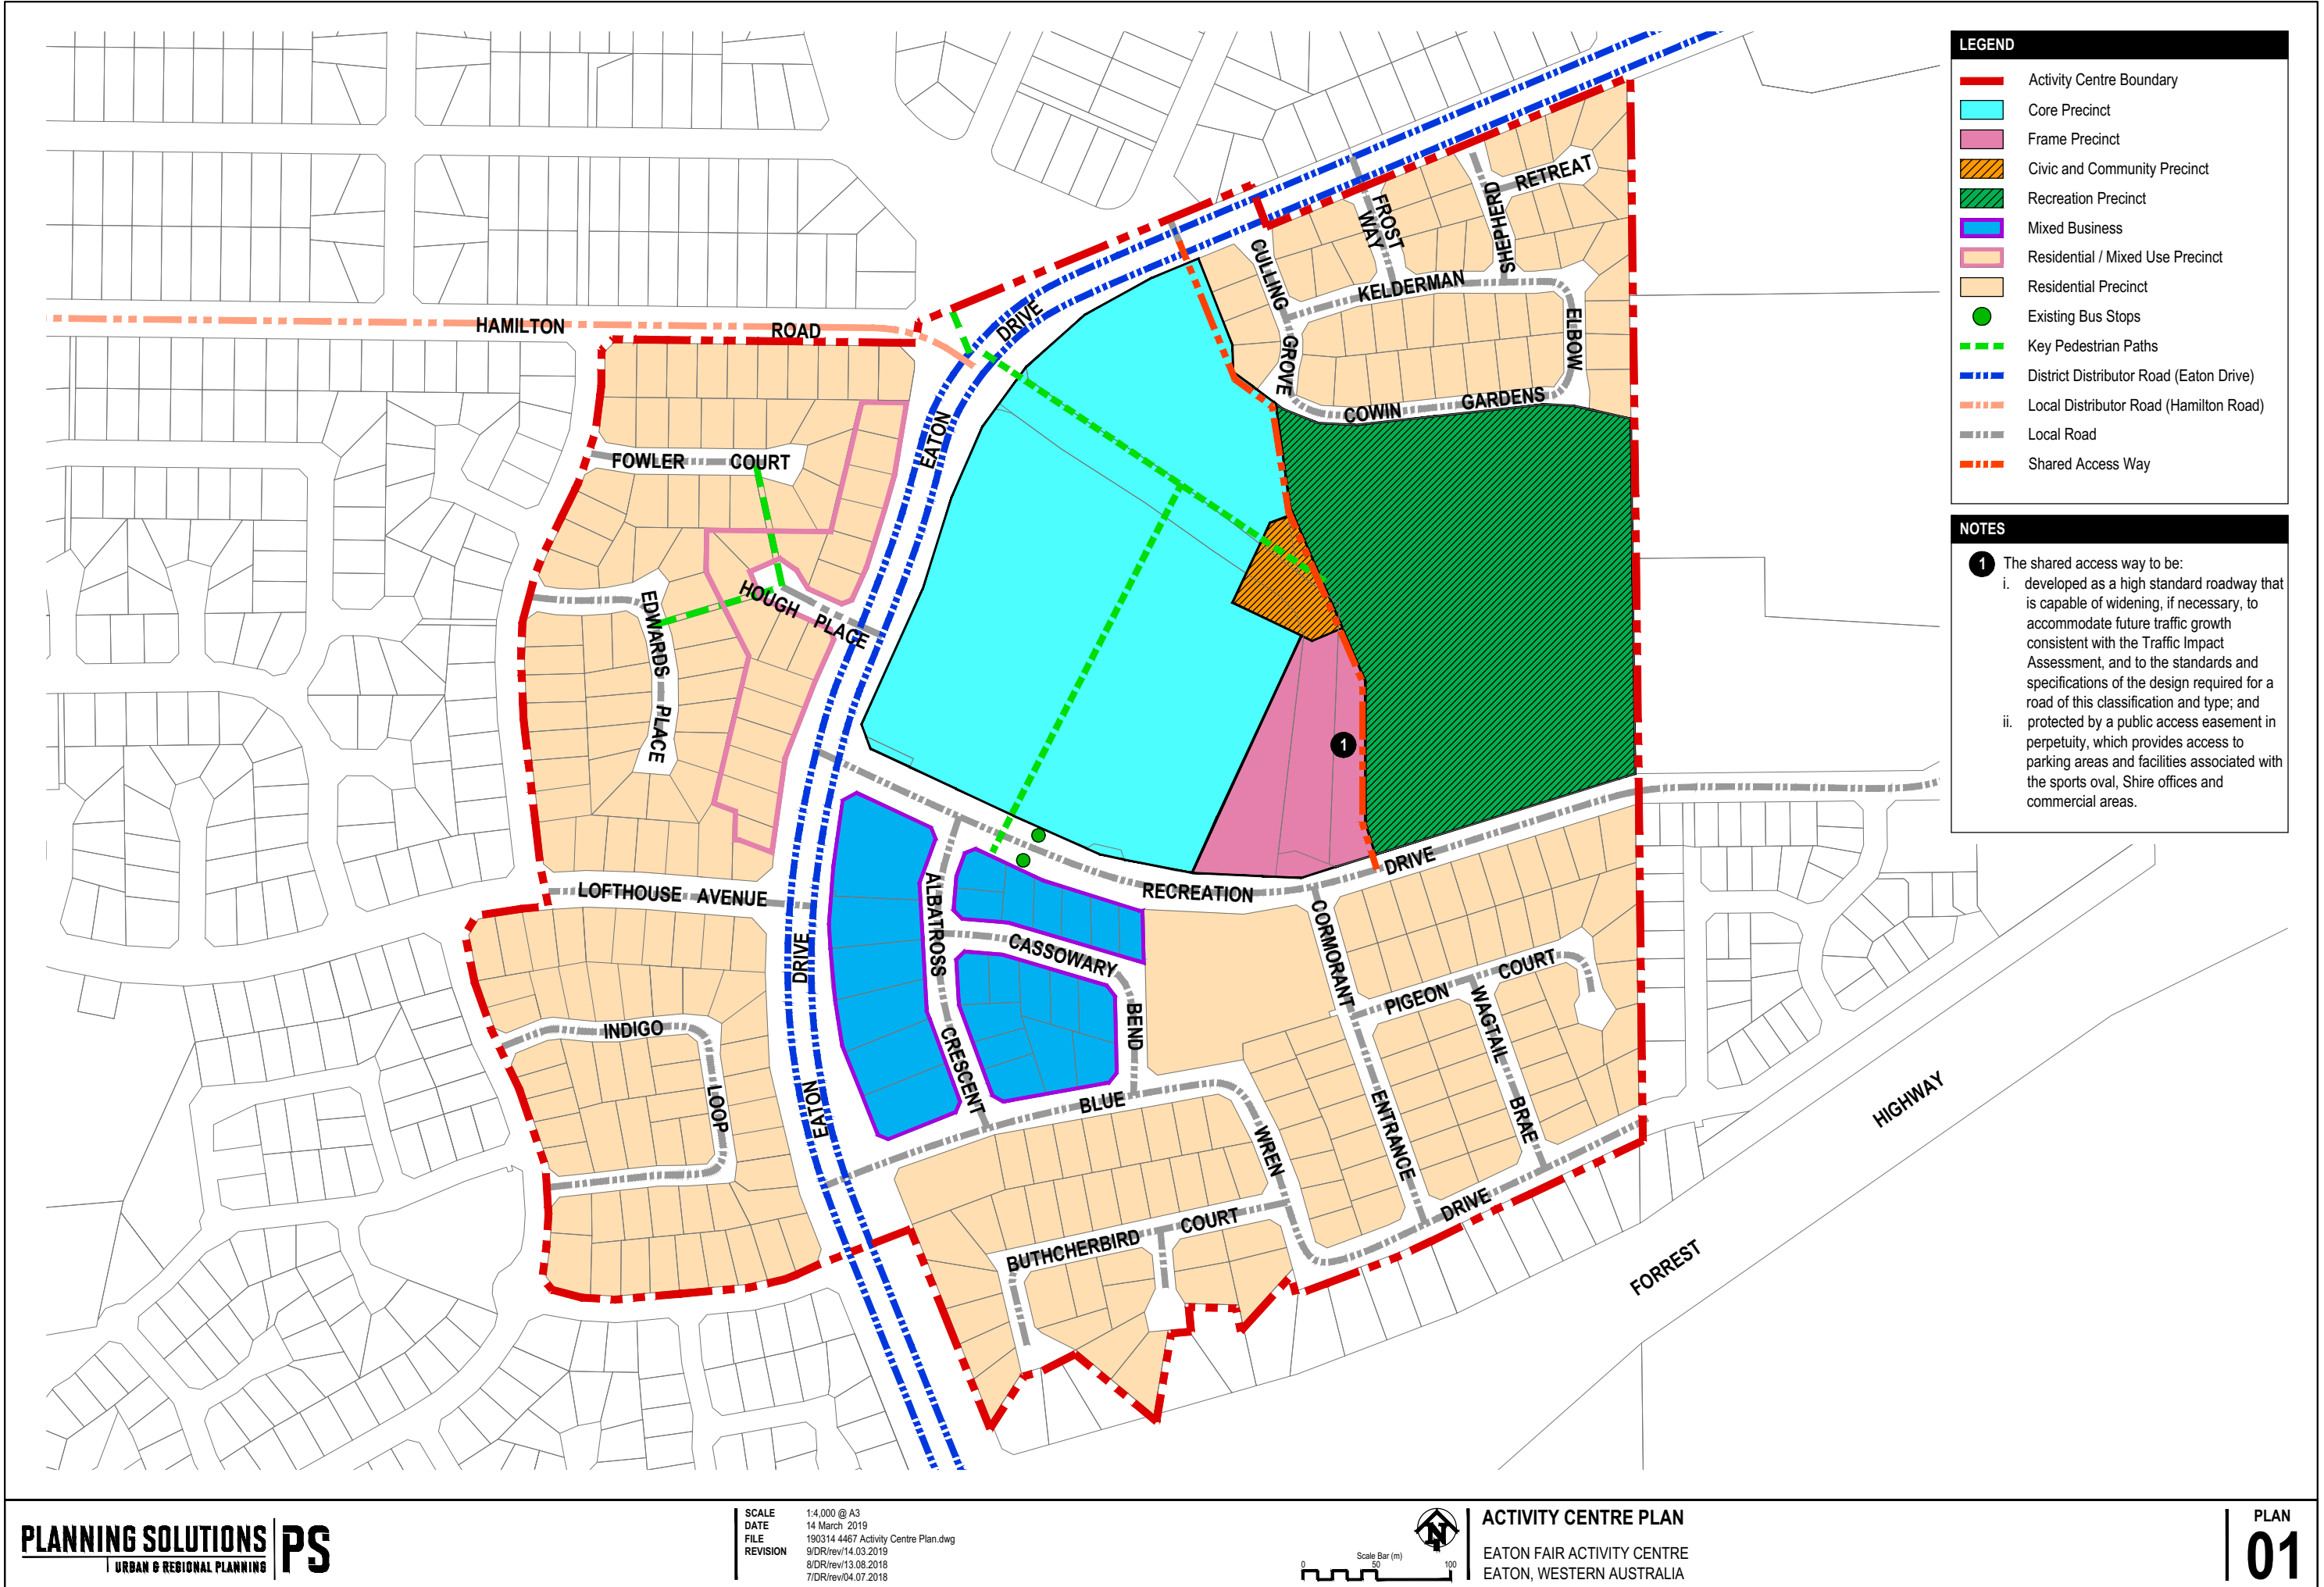 LEGEND
Activity Centre Boundary
Core Precinct
Frame Precinct
Civic and Community Precinct
Recreation Precinct
Mixed Business
Residential / Mixed Use Precinct
Residential Precinct
Existing Bus Stops
Key Pedestrian Paths
District Distributor Road (Eaton Drive)
Local Distributor Road (Hamilton Road)
Local Road
Shared Access Way
NOTES
1 The shared access way to be:
i. developed as a high standard roadway that
is capable of widening, if necessary, to
accommodate future traffic growth
consistent with the Traffic Impact
Assessment, and to the standards and
specifications of the design required for a
road of this classification and type; and
ii. protected by a public access easement in
perpetuity, which provides access to
parking areas and facilities associated with
the sports oval, Shire offices and
commercial areas.
HAMILTON ROAD
DRIVE
EATON
FOWLER COURT
HOUGH PLACE
EDWARDS PLACE
LOFTHOUSE AVENUE
INDIGO
LOOP
DRIVE
EATON
CULLING
GROVE
FROST
WAY
SHEPHERD
RETREAT
KELDERMAN
ELBOW
COWIN GARDENS
1
RECREATION DRIVE
ALBATROSS
CRESCENT
CASSOWARY
BEND
BLUE
WREN
DRIVE
CORMORANT
ENTRANCE
PIGEON COURT
WAGTAIL
BRAE
BUTHCHERBIRD COURT
FORREST HIGHWAY
PLANNING SOLUTIONS PS
URBAN & REGIONAL PLANNING
SCALE 1:4,000 @ A3
DATE 14 March 2019
FILE 190314 4467 Activity Centre Plan.dwg
REVISION 9/DR/rev/14.03.2019
8/DR/rev/13.08.2018
7/DR/rev/04.07.2018
N
Scale Bar (m)
0 50 100
ACTIVITY CENTRE PLAN
EATON FAIR ACTIVITY CENTRE
EATON, WESTERN AUSTRALIA
PLAN
01